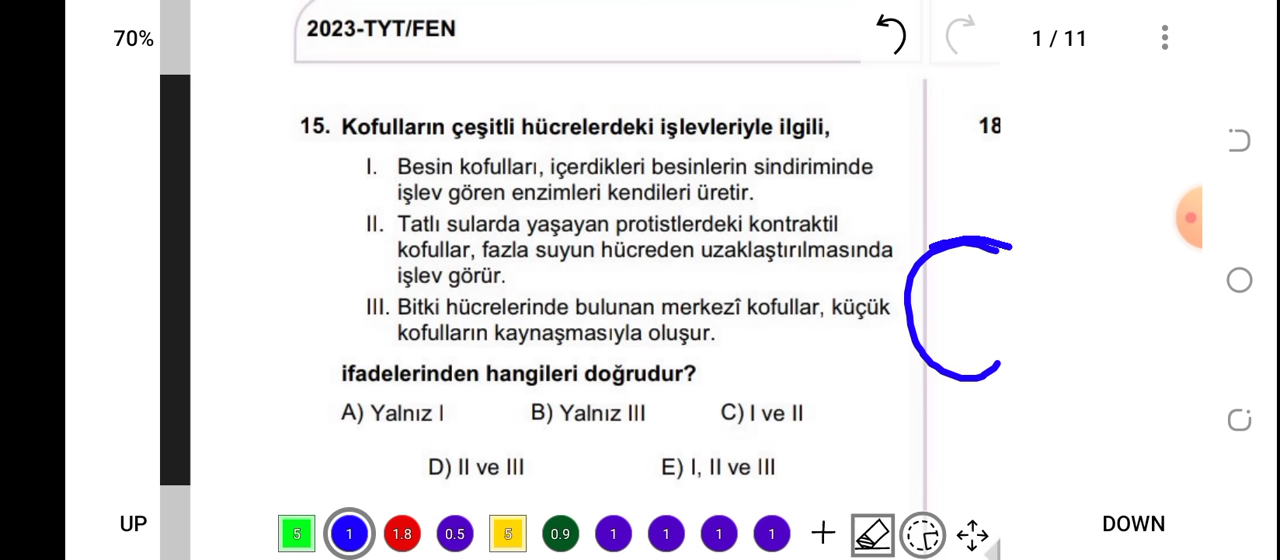 70%
2023-TYT/FEN
1 / 11
15. Kofulların çeşitli hücrelerdeki işlevleriyle ilgili,
18
I. Besin kofulları, içerdikleri besinlerin sindiriminde
işlev gören enzimleri kendileri üretir.
II. Tatlı sularda yaşayan protistlerdeki kontraktil
kofullar, fazla suyun hücreden uzaklaştırılmasında
işlev görür.
III. Bitki hücrelerinde bulunan merkezî kofullar, küçük
kofulların kaynaşmasıyla oluşur.
ifadelerinden hangileri doğrudur?
A) Yalnız I B) Yalnız III C) I ve II
D) II ve III E) I, II ve III
UP 5 1 1.8 0.5 5 0.9 1 1 1 1 DOWN